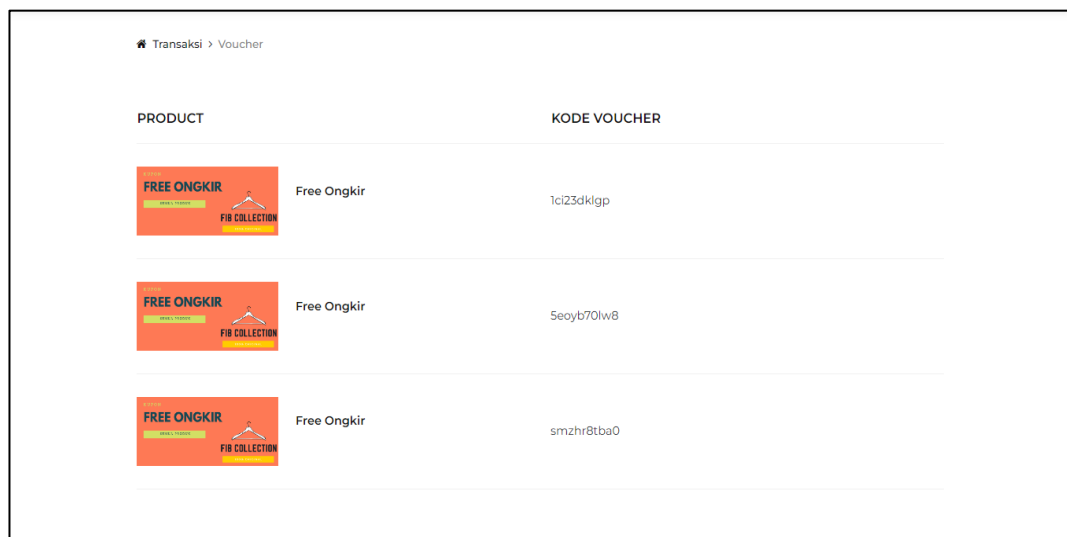 Transaksi > Voucher
PRODUCT KODE VOUCHER
FREE ONGKIR
FIB COLLECTION
Free Ongkir
1ci23dklgp
FREE ONGKIR
FIB COLLECTION
Free Ongkir
5eoyb70lw8
FREE ONGKIR
FIB COLLECTION
Free Ongkir
smzhr8tba0